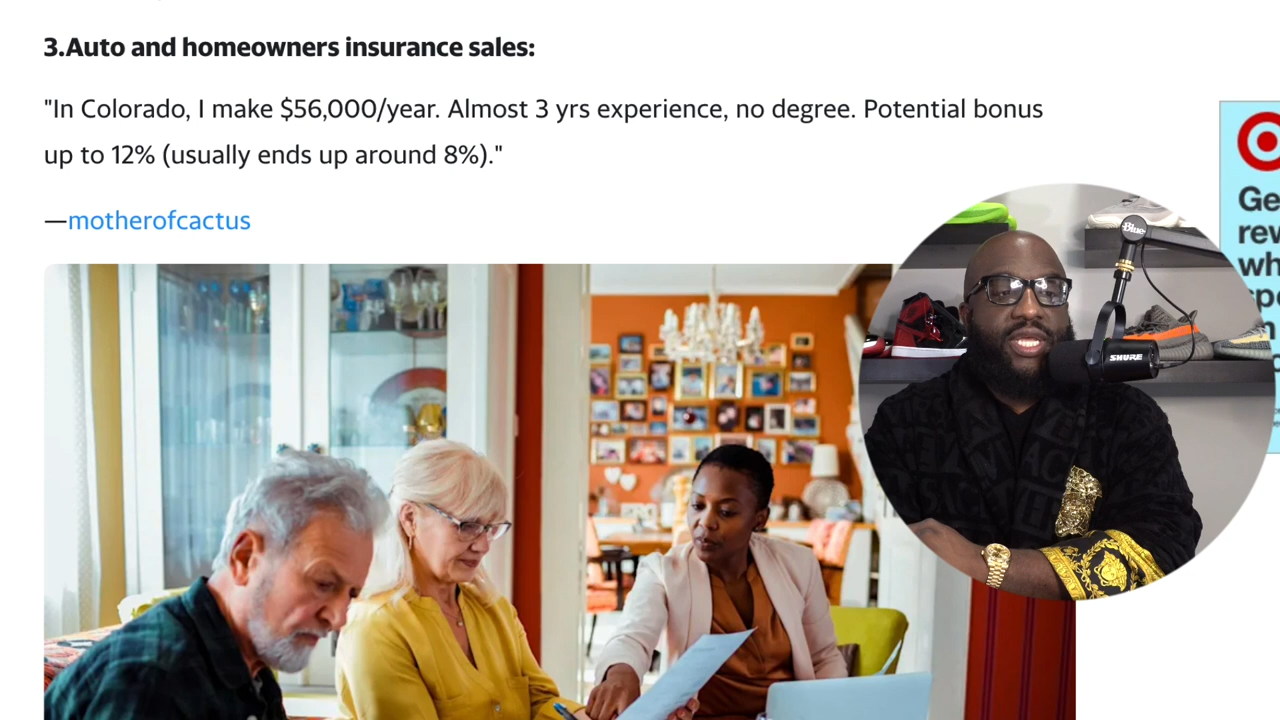 3.Auto and homeowners insurance sales:
"In Colorado, I make $56,000/year. Almost 3 yrs experience, no degree. Potential bonus
up to 12% (usually ends up around 8%)."
—motherofcactus
Ge
rev
wh
Blue
SHURE